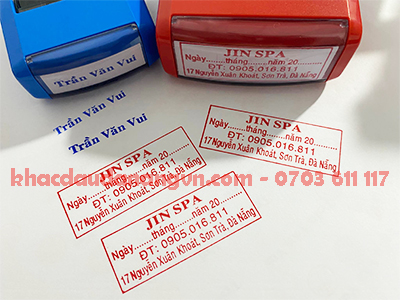 Trần Văn Vui
JIN SPA
Ngày.........tháng.........năm 20.........
ĐT: 0905.016.811
17 Nguyễn Xuân Khoát, Sơn Trà, Đà Nẵng
Trần Văn Vui
Trần Văn Vui
JIN SPA
Ngày.........tháng.........năm 20.........
ĐT: 0905.016.811
17 Nguyễn Xuân Khoát, Sơn Trà, Đà Nẵng
JIN SPA
Ngày.........tháng.........năm 20.........
ĐT: 0905.016.811
17 Nguyễn Xuân Khoát, Sơn Trà, Đà Nẵng
JIN SPA
Ngày.........tháng.........năm 20.........
ĐT: 0905.016.811
17 Nguyễn Xuân Khoát, Sơn Trà, Đà Nẵng
- 0703 611 117